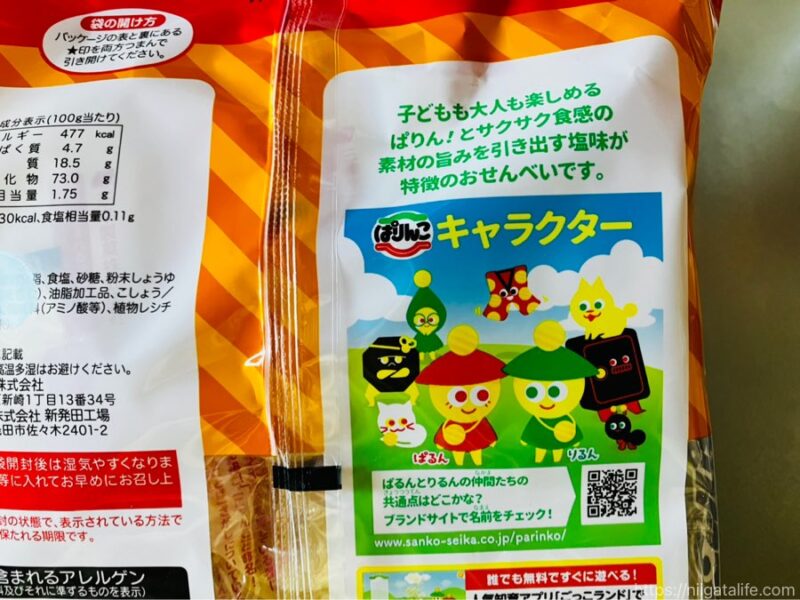 袋の開け方
パッケージの表と裏にある
★印を両方つまんで
引き開けてください。
成分表示(100g当たり)
ルギー 477 kcal
ぱく質 4.7 g
質 18.5 g
化物 73.0 g
相当量 1.75 g
30kcal、食塩相当量0.11g
、食塩、砂糖、粉末しょうゆ
、油脂加工品、こしょう／
(アミノ酸等)、植物レシチ
記載
高温多湿はお避けください。
株式会社
新崎1丁目13番34号
株式会社 新発田工場
田市佐々木2401-2
開封後は湿気やすくなりま
等に入れてお早めにお召し上
封の状態で、表示されている方法で
保たれる期限です。
含まれるアレルゲン
及びそれに準ずるものを表示)
子どもも大人も楽しめる
ぱりん!とサクサク食感の
素材の旨みを引き出す塩味が
特徴のおせんべいです。
ぱりんこ キャラクター
ぱるん
りるん
ぱるんとりるんの仲間たちの
共通点はどこかな?
ブランドサイトで名前をチェック!
www.sanko-seika.co.jp/parinko/
誰でも無料ですぐに遊べる!
人気知育アプリ「ごっこランド」で
https://niigatalife.com